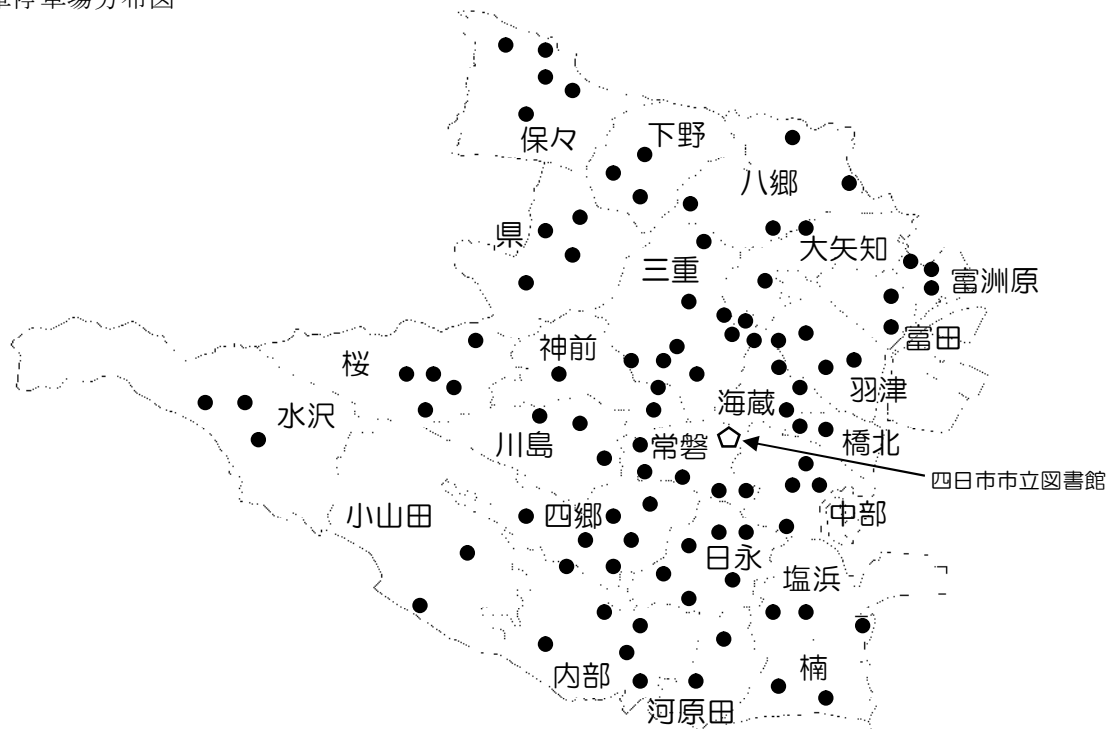 車停車場分布図
保々
下野
八郷
県
大矢知
三重
富洲原
富田
桜
神前
羽津
水沢
海蔵
川島
常磐
橋北
四日市市立図書館
小山田
四郷
中部
日永
塩浜
内部
楠
河原田